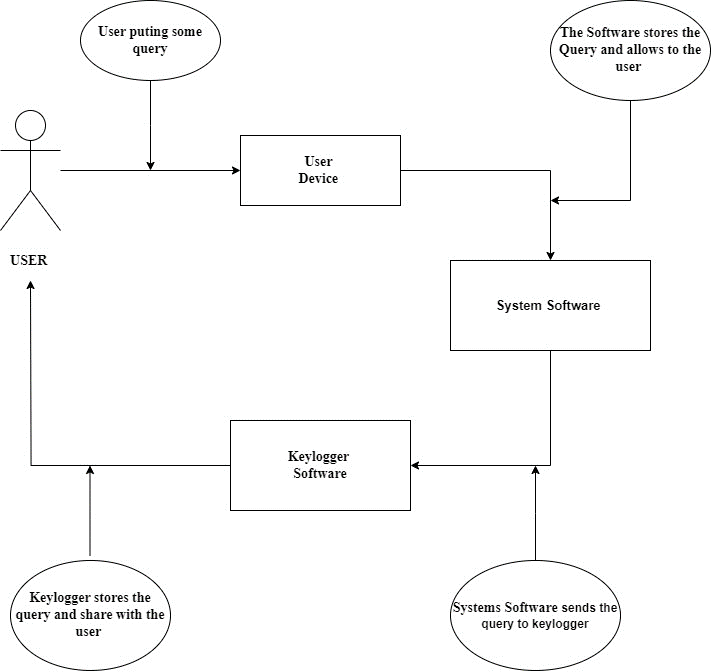 User puting some
query
The Software stores the
Query and allows to the
user
User
Device
USER
System Software
Keylogger
Software
Keylogger stores the
query and share with the
user
Systems Software sends the
query to keylogger